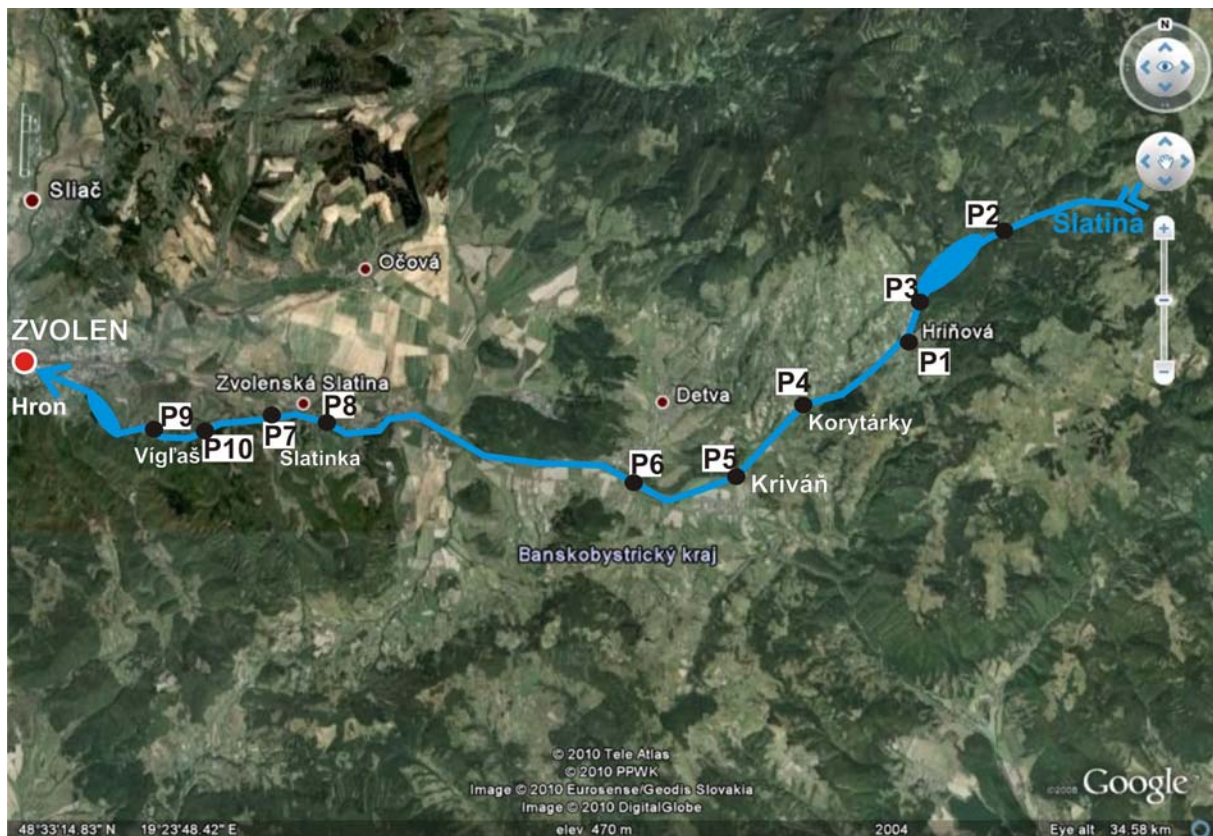 N
Sliač
P2
Slatina
Očová
P3
Hriňová
P1
ZVOLEN
Hron
Zvolenská Slatina
Detva
P4
Korytárky
P9
P8
P10
P7
Vígľaš
Slatinka
P6
P5
Kriváň
Banskobystrický kraj
© 2010 Tele Atlas
© 2010 PPWK
Image © 2010 Eurosense/Geodis Slovakia
Image © 2010 DigitalGlobe
©2008 Google
48°33'14.83" N 19°23'48.42" E elev 470 m 2004 Eye alt 34.58 km